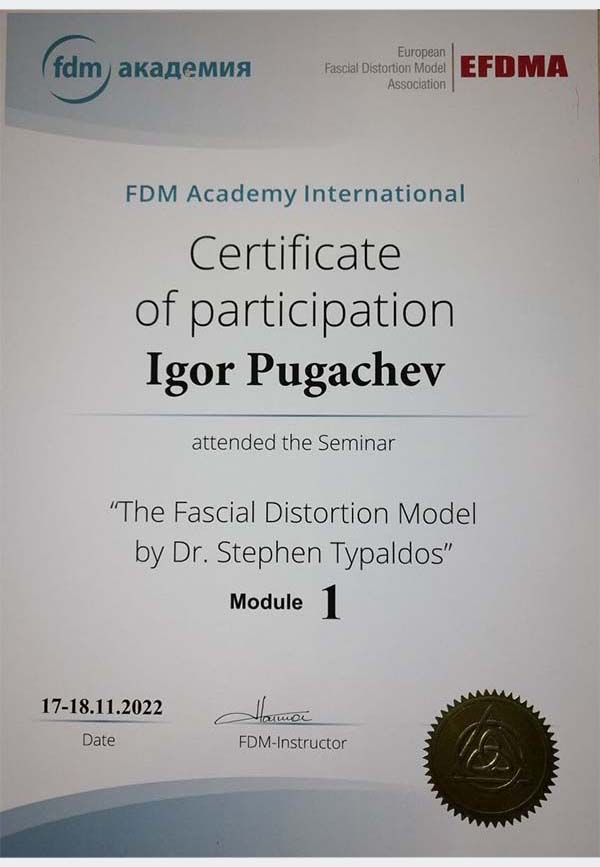 fdm академия
European
Fascial Distortion Model
Association
EFDMA
FDM Academy International
Certificate
of participation
Igor Pugachev
attended the Seminar
“The Fascial Distortion Model
by Dr. Stephen Typaldos”
Module 1
17-18.11.2022
Date
FDM-Instructor